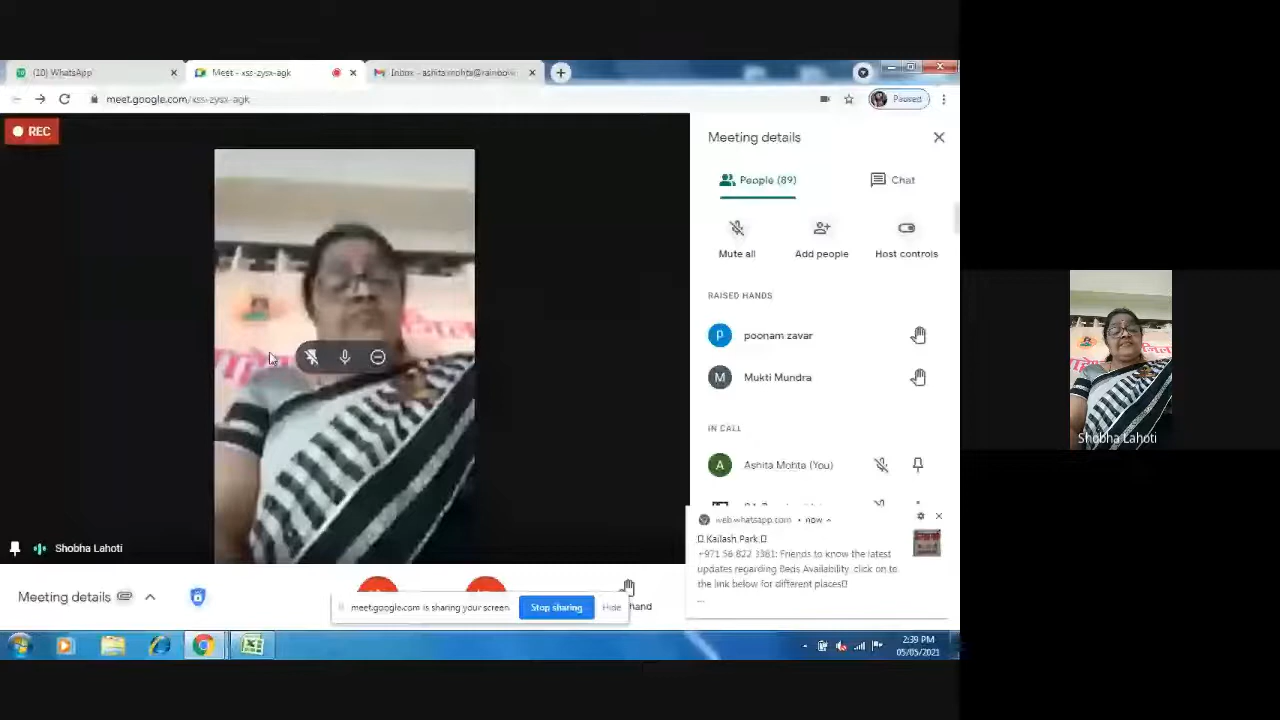 (10) WhatsApp
Meet - xss-zysx-agk
Inbox - ashita.mohta@rainbow
meet.google.com/xss-zysx-agk
Paused
REC
Meeting details
People (89)
Chat
Mute all
Add people
Host controls
RAISED HANDS
P
poonam zavar
M
Mukti Mundra
IN CALL
A
Ashita Mohta (You)
web.whatsapp.com • now
Kailash Park
+971 56 822 3381: Friends to know the latest
updates regarding Beds Availability, click on to
the link below for different places
...
Shobha Lahoti
Meeting details
meet.google.com is sharing your screen
Stop sharing
Hide
hand
2:39 PM
05/05/2021
Shobha Lahoti